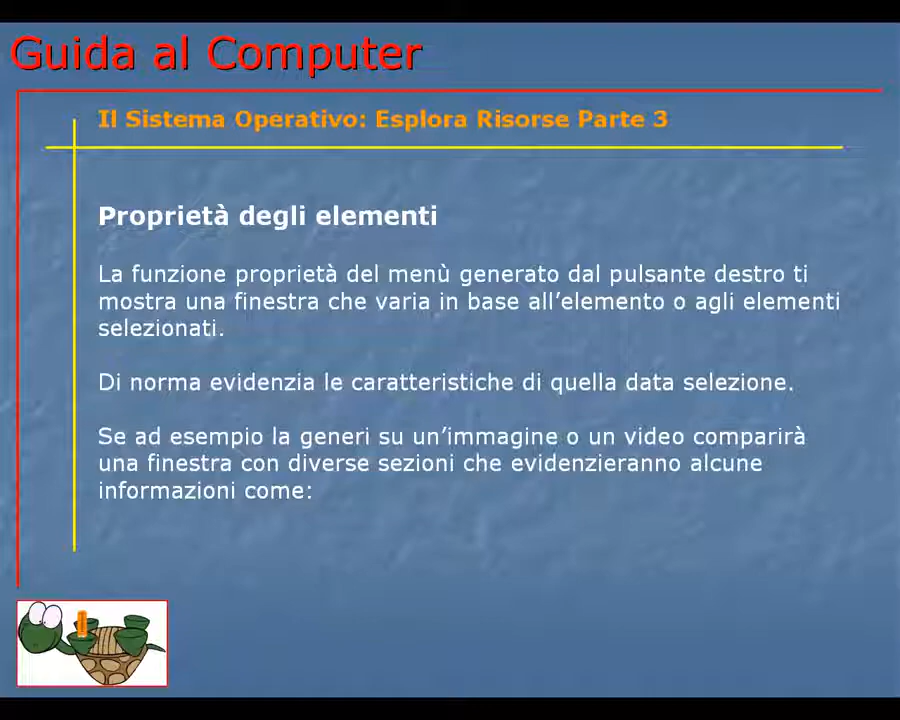 Guida al Computer
Il Sistema Operativo: Esplora Risorse Parte 3
Proprietà degli elementi
La funzione proprietà del menù generato dal pulsante destro ti
mostra una finestra che varia in base all’elemento o agli elementi
selezionati.
Di norma evidenzia le caratteristiche di quella data selezione.
Se ad esempio la generi su un’immagine o un video comparirà
una finestra con diverse sezioni che evidenzieranno alcune
informazioni come: